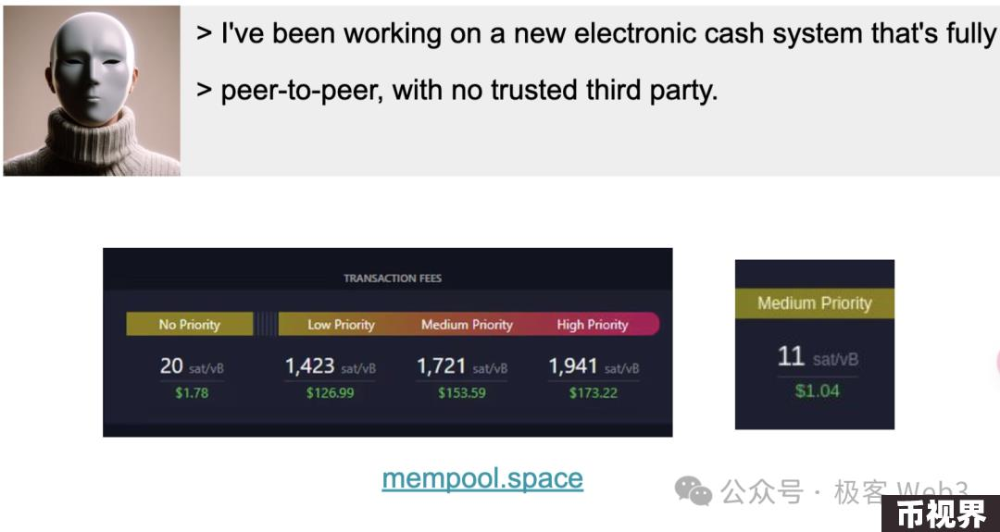 > I've been working on a new electronic cash system that's fully
> peer-to-peer, with no trusted third party.
TRANSACTION FEES
No Priority Low Priority Medium Priority High Priority
20 sat/vB 1,423 sat/vB 1,721 sat/vB 1,941 sat/vB
$1.78 $126.99 $153.59 $173.22
Medium Priority
11 sat/vB
$1.04
mempool.space
公众号 · 极客 Web3
币视界